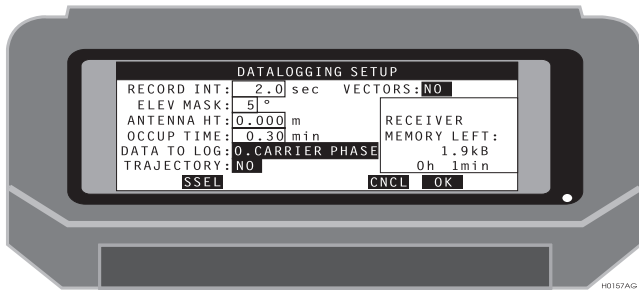 DATALOGGING SETUP
RECORD INT: 2.0 sec VECTORS: NO
ELEV MASK: 5 °
ANTENNA HT: 0.000 m RECEIVER
OCCUP TIME: 0.30 min MEMORY LEFT:
DATA TO LOG: 0.CARRIER PHASE 1.9kB
TRAJECTORY: NO 0h 1min
SSEL CNCL OK
H0157AG